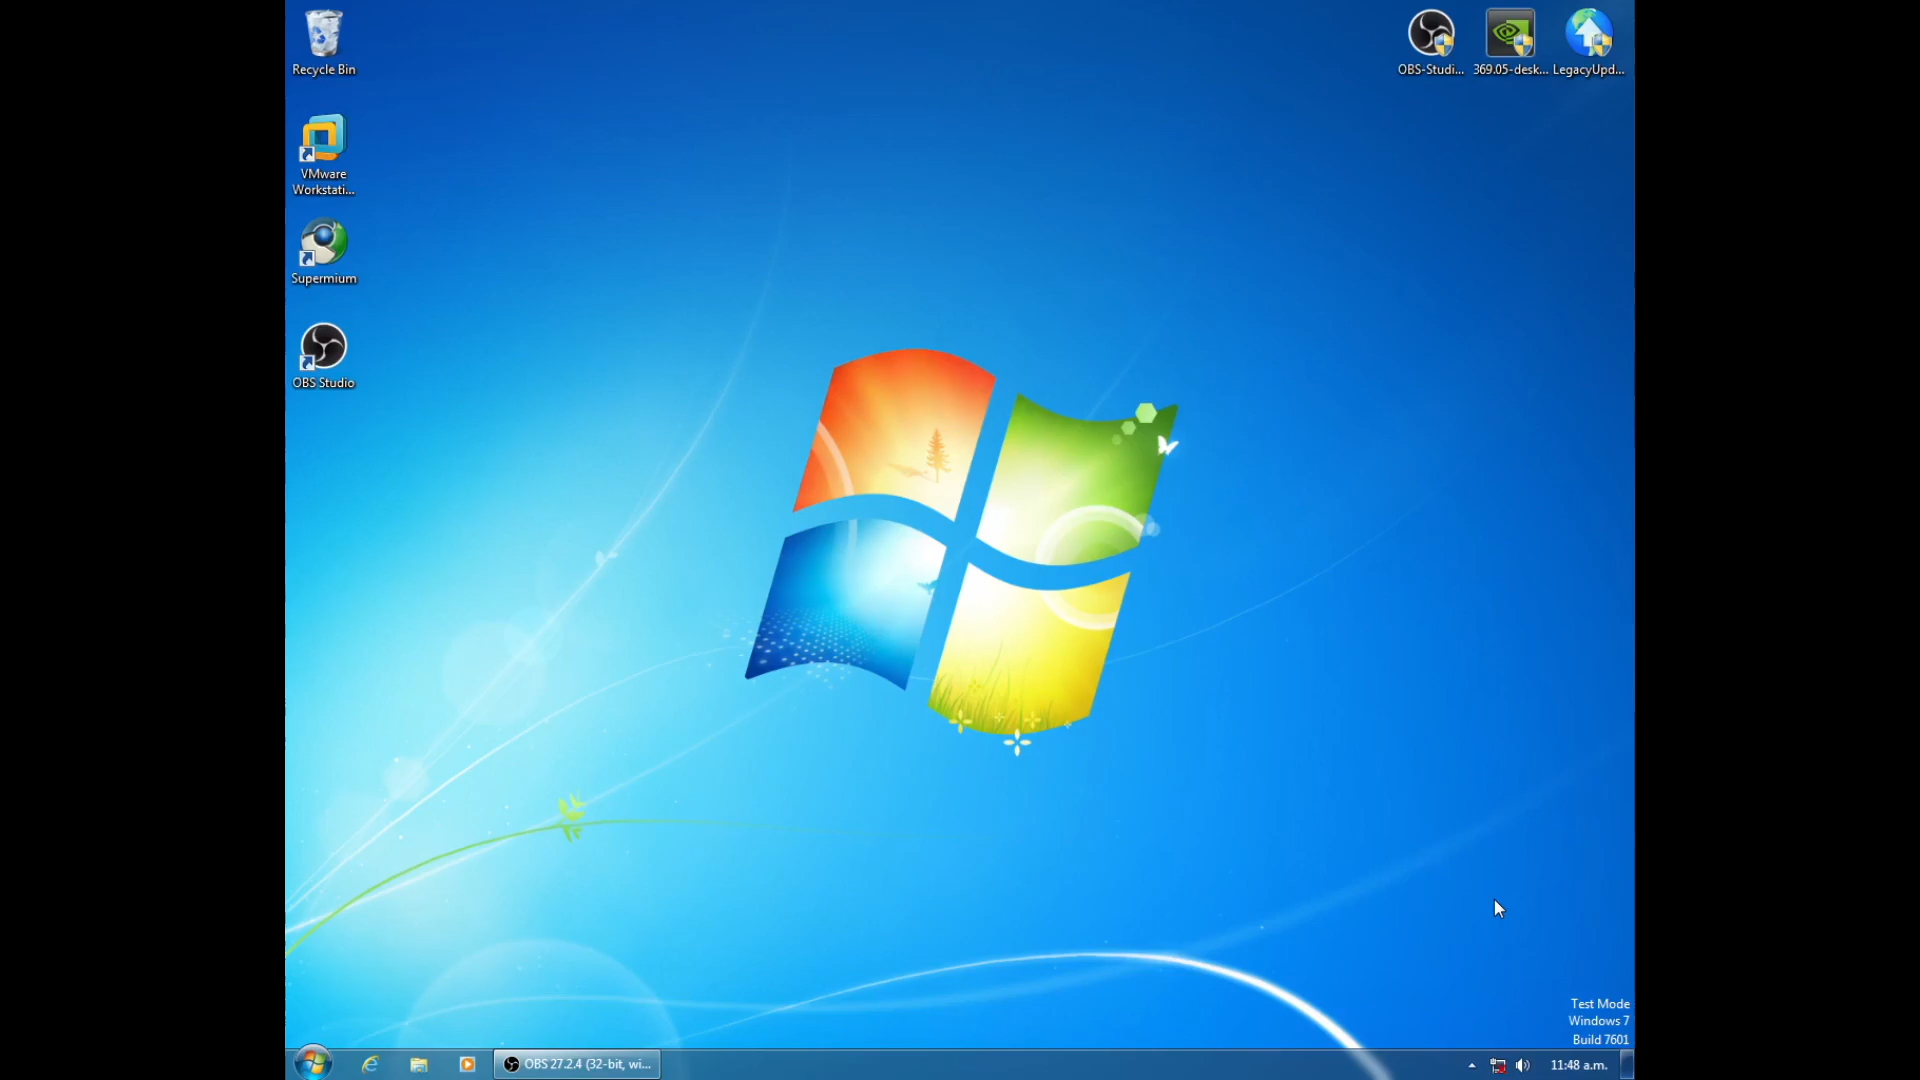 Recycle Bin
VMware
Workstati...
Supermium
OBS Studio
OBS-Studi...
369.05-desk...
LegacyUpd...
Test Mode
Windows 7
Build 7601
OBS 27.2.4 (32-bit, wi...
11:48 a.m.